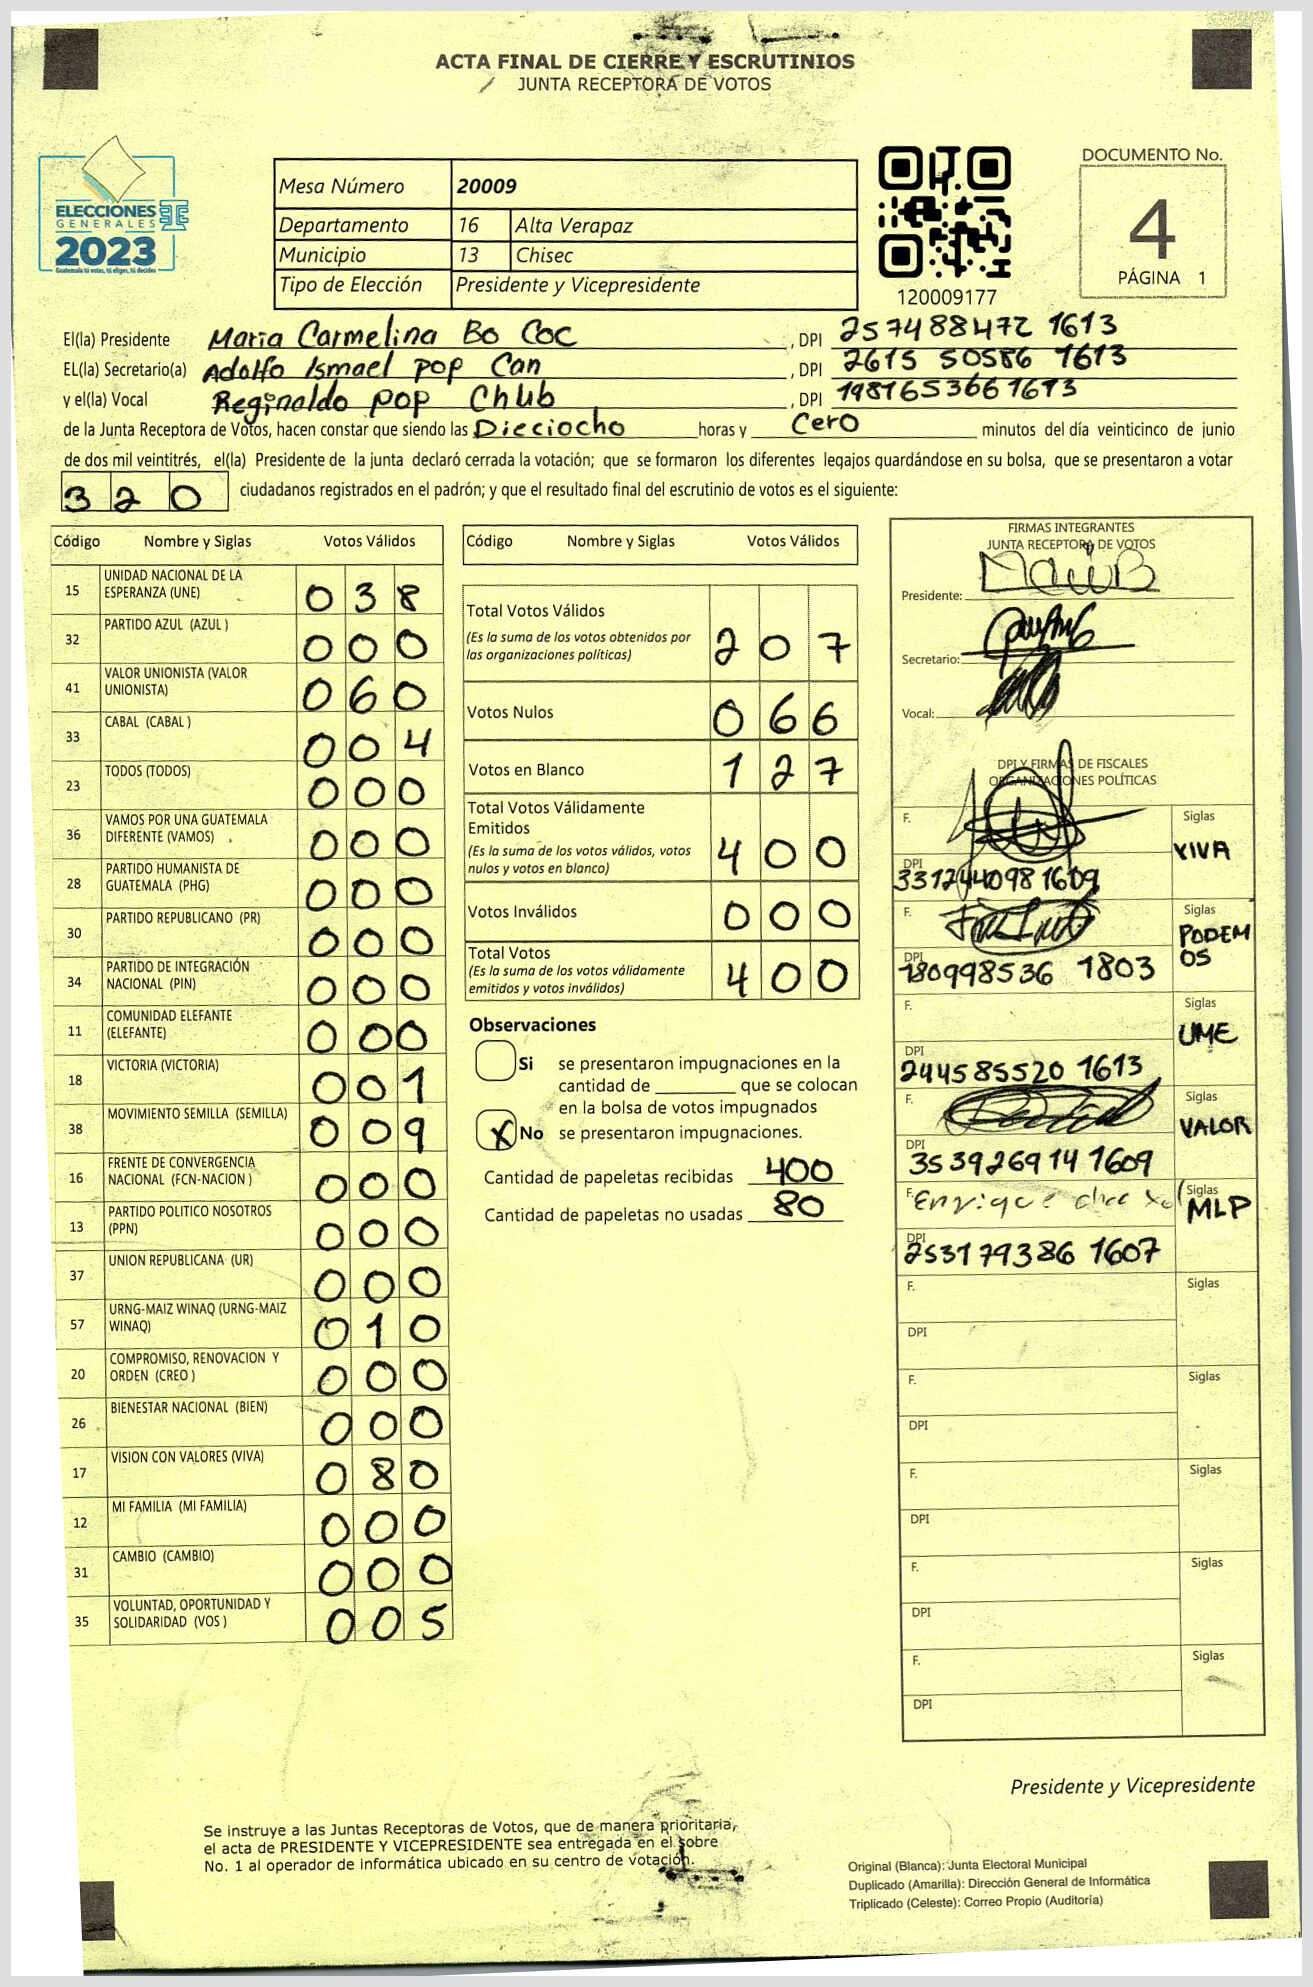 ACTA FINAL DE CIERRE Y ESCRUTINIOS
JUNTA RECEPTORA DE VOTOS
ELECCIONES
GENERALES
2023
Guatemala tú votas, tú eliges, tú decides
Mesa Número 20009
Departamento 16 Alta Verapaz
Municipio 13 Chisec
Tipo de Elección Presidente y Vicepresidente
120009177
DOCUMENTO No.
4
PÁGINA 1
El(la) Presidente Maria Carmelina Bo Coc, DPI 257488472 1613
EL(la) Secretario(a) Adolfo Ismael pop Can, DPI 2615 50586 1613
y el(la) Vocal Reginaldo pop Chub, DPI 1981653661613
de la Junta Receptora de Votos, hacen constar que siendo las Dieciocho horas y Cero minutos del día veinticinco de junio
de dos mil veintitrés, el(la) Presidente de la junta declaró cerrada la votación; que se formaron los diferentes legajos guardándose en su bolsa, que se presentaron a votar
320 ciudadanos registrados en el padrón; y que el resultado final del escrutinio de votos es el siguiente:
Código Nombre y Siglas Votos Válidos
15 UNIDAD NACIONAL DE LA ESPERANZA (UNE) 038
32 PARTIDO AZUL (AZUL ) 000
41 VALOR UNIONISTA (VALOR UNIONISTA) 060
33 CABAL (CABAL ) 004
23 TODOS (TODOS) 000
36 VAMOS POR UNA GUATEMALA DIFERENTE (VAMOS) 000
28 PARTIDO HUMANISTA DE GUATEMALA (PHG) 000
30 PARTIDO REPUBLICANO (PR) 000
34 PARTIDO DE INTEGRACIÓN NACIONAL (PIN) 000
11 COMUNIDAD ELEFANTE (ELEFANTE) 000
18 VICTORIA (VICTORIA) 001
38 MOVIMIENTO SEMILLA (SEMILLA) 009
16 FRENTE DE CONVERGENCIA NACIONAL (FCN-NACION ) 000
13 PARTIDO POLITICO NOSOTROS (PPN) 000
37 UNION REPUBLICANA (UR) 000
57 URNG-MAIZ WINAQ (URNG-MAIZ WINAQ) 010
20 COMPROMISO, RENOVACION Y ORDEN (CREO ) 000
26 BIENESTAR NACIONAL (BIEN) 000
17 VISION CON VALORES (VIVA) 080
12 MI FAMILIA (MI FAMILIA) 000
31 CAMBIO (CAMBIO) 000
35 VOLUNTAD, OPORTUNIDAD Y SOLIDARIDAD (VOS ) 005
Código Nombre y Siglas Votos Válidos
Total Votos Válidos 207
(Es la suma de los votos obtenidos por
las organizaciones políticas)
Votos Nulos 066
Votos en Blanco 127
Total Votos Válidamente
Emitidos 400
(Es la suma de los votos válidos, votos
nulos y votos en blanco)
Votos Inválidos 000
Total Votos 400
(Es la suma de los votos válidamente
emitidos y votos inválidos)
Observaciones
Si se presentaron impugnaciones en la
cantidad de ________ que se colocan
en la bolsa de votos impugnados
X No se presentaron impugnaciones.
Cantidad de papeletas recibidas 400
Cantidad de papeletas no usadas 80
FIRMAS INTEGRANTES
JUNTA RECEPTORA DE VOTOS
Presidente:
Secretario:
Vocal:
DPI Y FIRMAS DE FISCALES
ORGANIZACIONES POLÍTICAS
F. Siglas VIVA
DPI 3312440981609
F. Siglas PODEMOS
DPI 180998536 1803
F. Siglas UME
DPI 244585520 1613
F. Siglas VALOR
DPI 353926914 1609
F. Enrique Siglas MLP
DPI 253179386 1607
F. Siglas
DPI
F. Siglas
DPI
F. Siglas
DPI
F. Siglas
DPI
F. Siglas
DPI
Presidente y Vicepresidente
Se instruye a las Juntas Receptoras de Votos, que de manera prioritaria,
el acta de PRESIDENTE Y VICEPRESIDENTE sea entregada en el sobre
No. 1 al operador de informática ubicado en su centro de votación.
Original (Blanca): Junta Electoral Municipal
Duplicado (Amarilla): Dirección General de Informática
Triplicado (Celeste): Correo Propio (Auditoría)